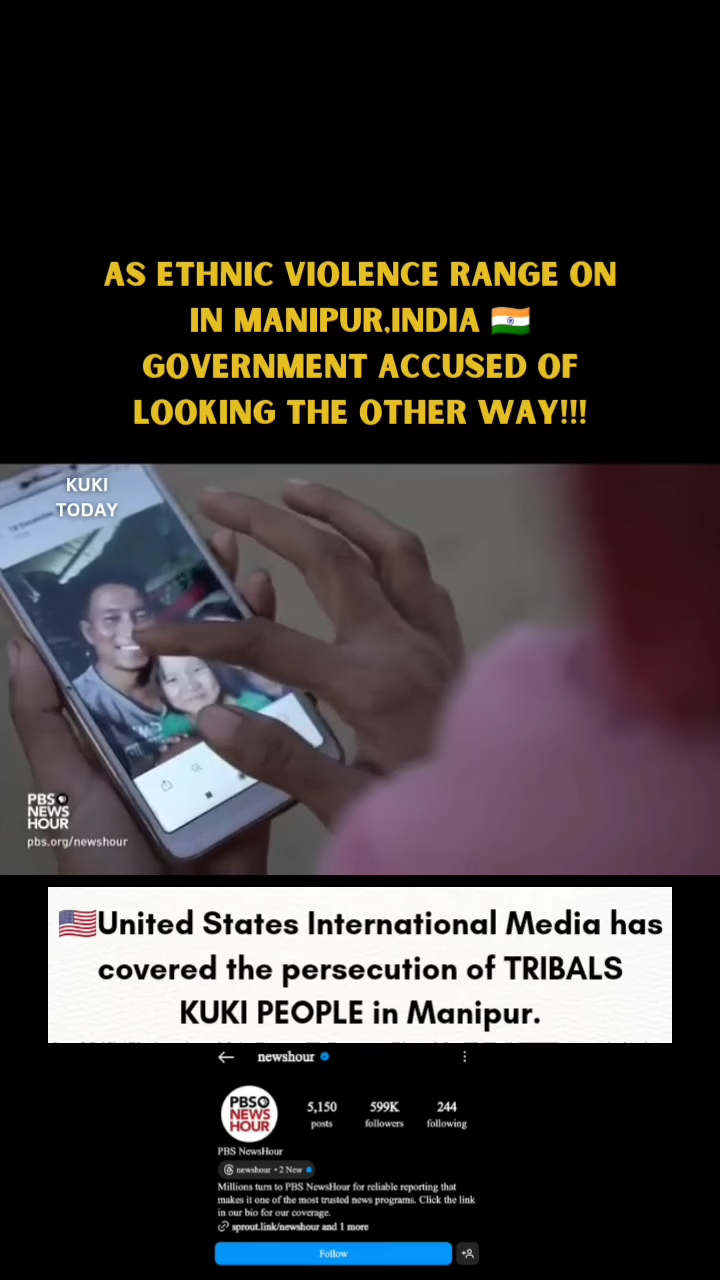 AS ETHNIC VIOLENCE RANGE ON
IN MANIPUR,INDIA 🇮🇳
GOVERNMENT ACCUSED OF
LOOKING THE OTHER WAY!!!
KUKI
TODAY
PBS
NEWS
HOUR
pbs.org/newshour
🇺🇸United States International Media has
covered the persecution of TRIBALS
KUKI PEOPLE in Manipur.
newshour
PBS
NEWS
HOUR
5,150 599K 244
posts followers following
PBS NewsHour
newshour • 2 New
Millions turn to PBS NewsHour for reliable reporting that
makes it one of the most trusted news programs. Click the link
in our bio for our coverage.
sprout.link/newshour and 1 more
Follow